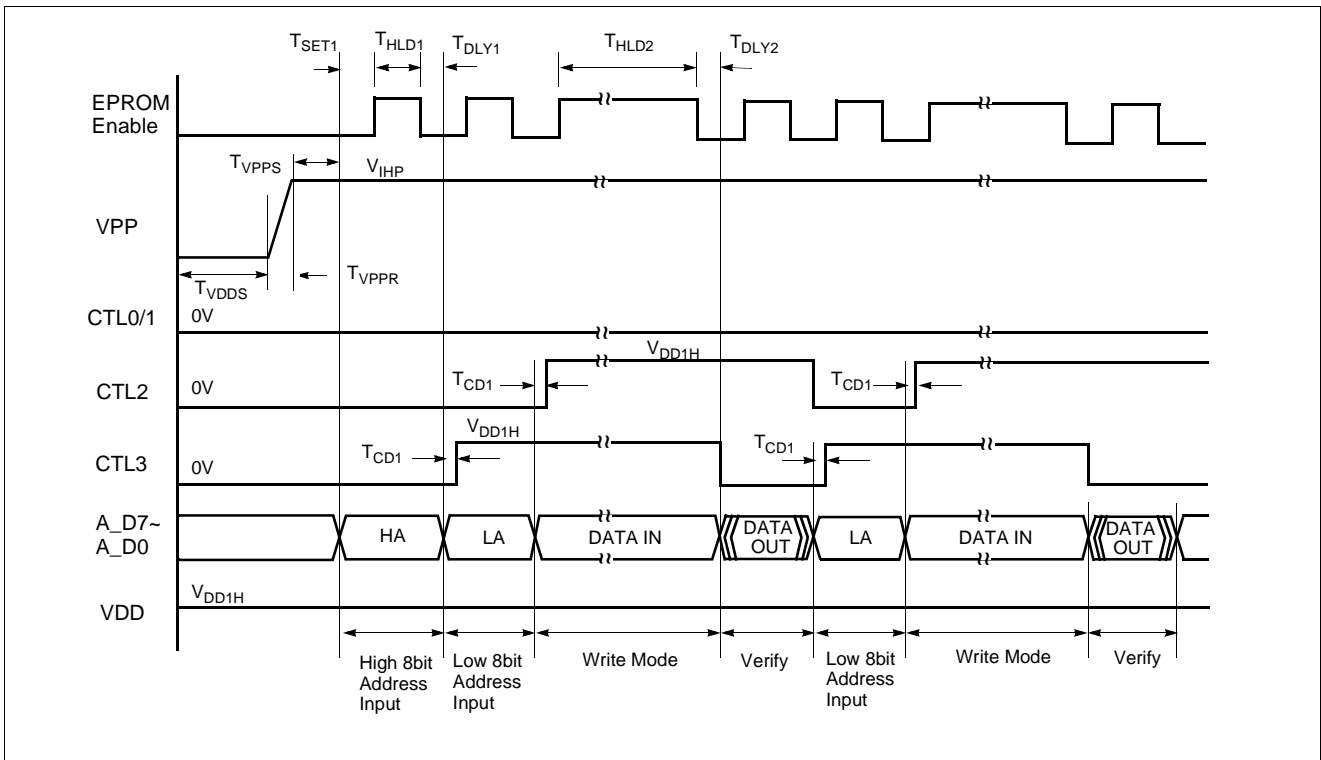 TSET1 THLD1 TDLY1 THLD2 TDLY2
EPROM
Enable
TVPPS VIHP
VPP
TVPPR
TVDDS
CTL0/1 0V
VDD1H
CTL2 0V TCD1 TCD1
VDD1H
CTL3 0V TCD1 TCD1
A_D7~
A_D0
HA LA DATA IN DATA
OUT LA DATA IN DATA
OUT
VDD VDD1H
High 8bit
Address
Input
Low 8bit
Address
Input
Write Mode
Verify
Low 8bit
Address
Input
Write Mode
Verify